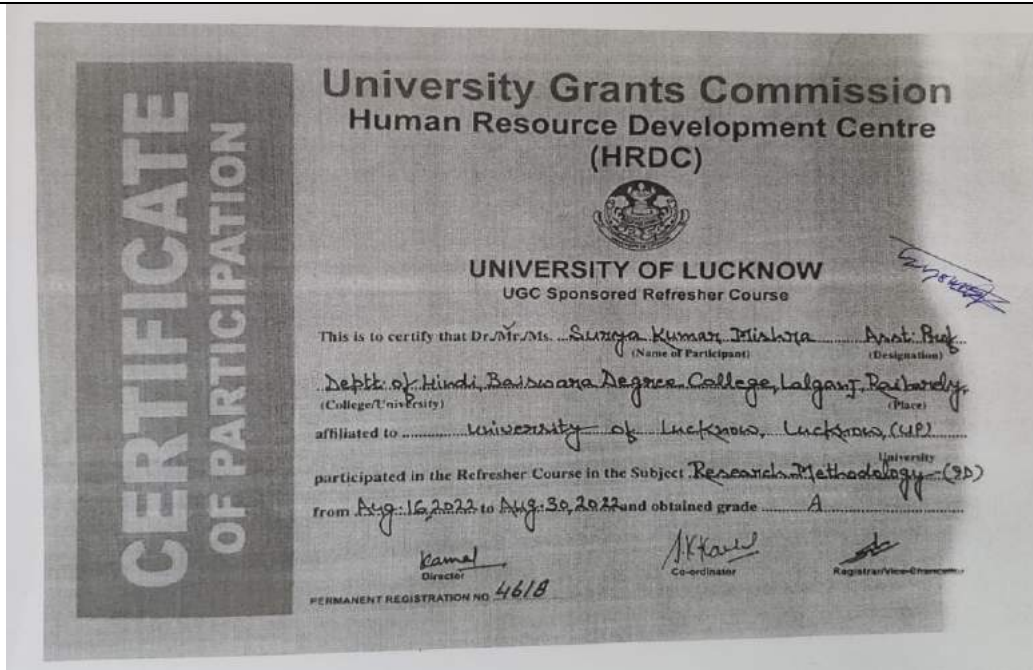 CERTIFICATE
OF PARTICIPATION
University Grants Commission
Human Resource Development Centre
(HRDC)
UNIVERSITY OF LUCKNOW
UGC Sponsored Refresher Course
This is to certify that Dr./Mr./Ms. Surya Kumar Mishra Asst. Prof.
(Name of Participant) (Designation)
Deptt. of Hindi, Baiswara Degree College, Lalganj, Raibarely,
(College/University) (Place)
affiliated to University of Lucknow, Lucknow, (UP)
University
participated in the Refresher Course in the Subject Research Methodology - (ID)
from Aug. 16, 2022 to Aug. 30, 2022 and obtained grade A
Director Co-ordinator Registrar/Vice-Chancellor
PERMANENT REGISTRATION NO 4618